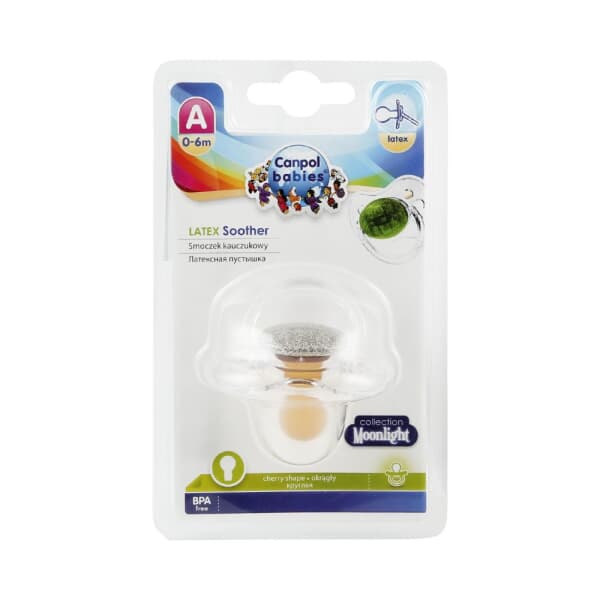 A
0-6m
Canpol
babies
latex
LATEX Soother
Smoczek kauczukowy
Латексная пустышка
collection
Moonlight
cherry shape • okrągły
круглая
BPA
free